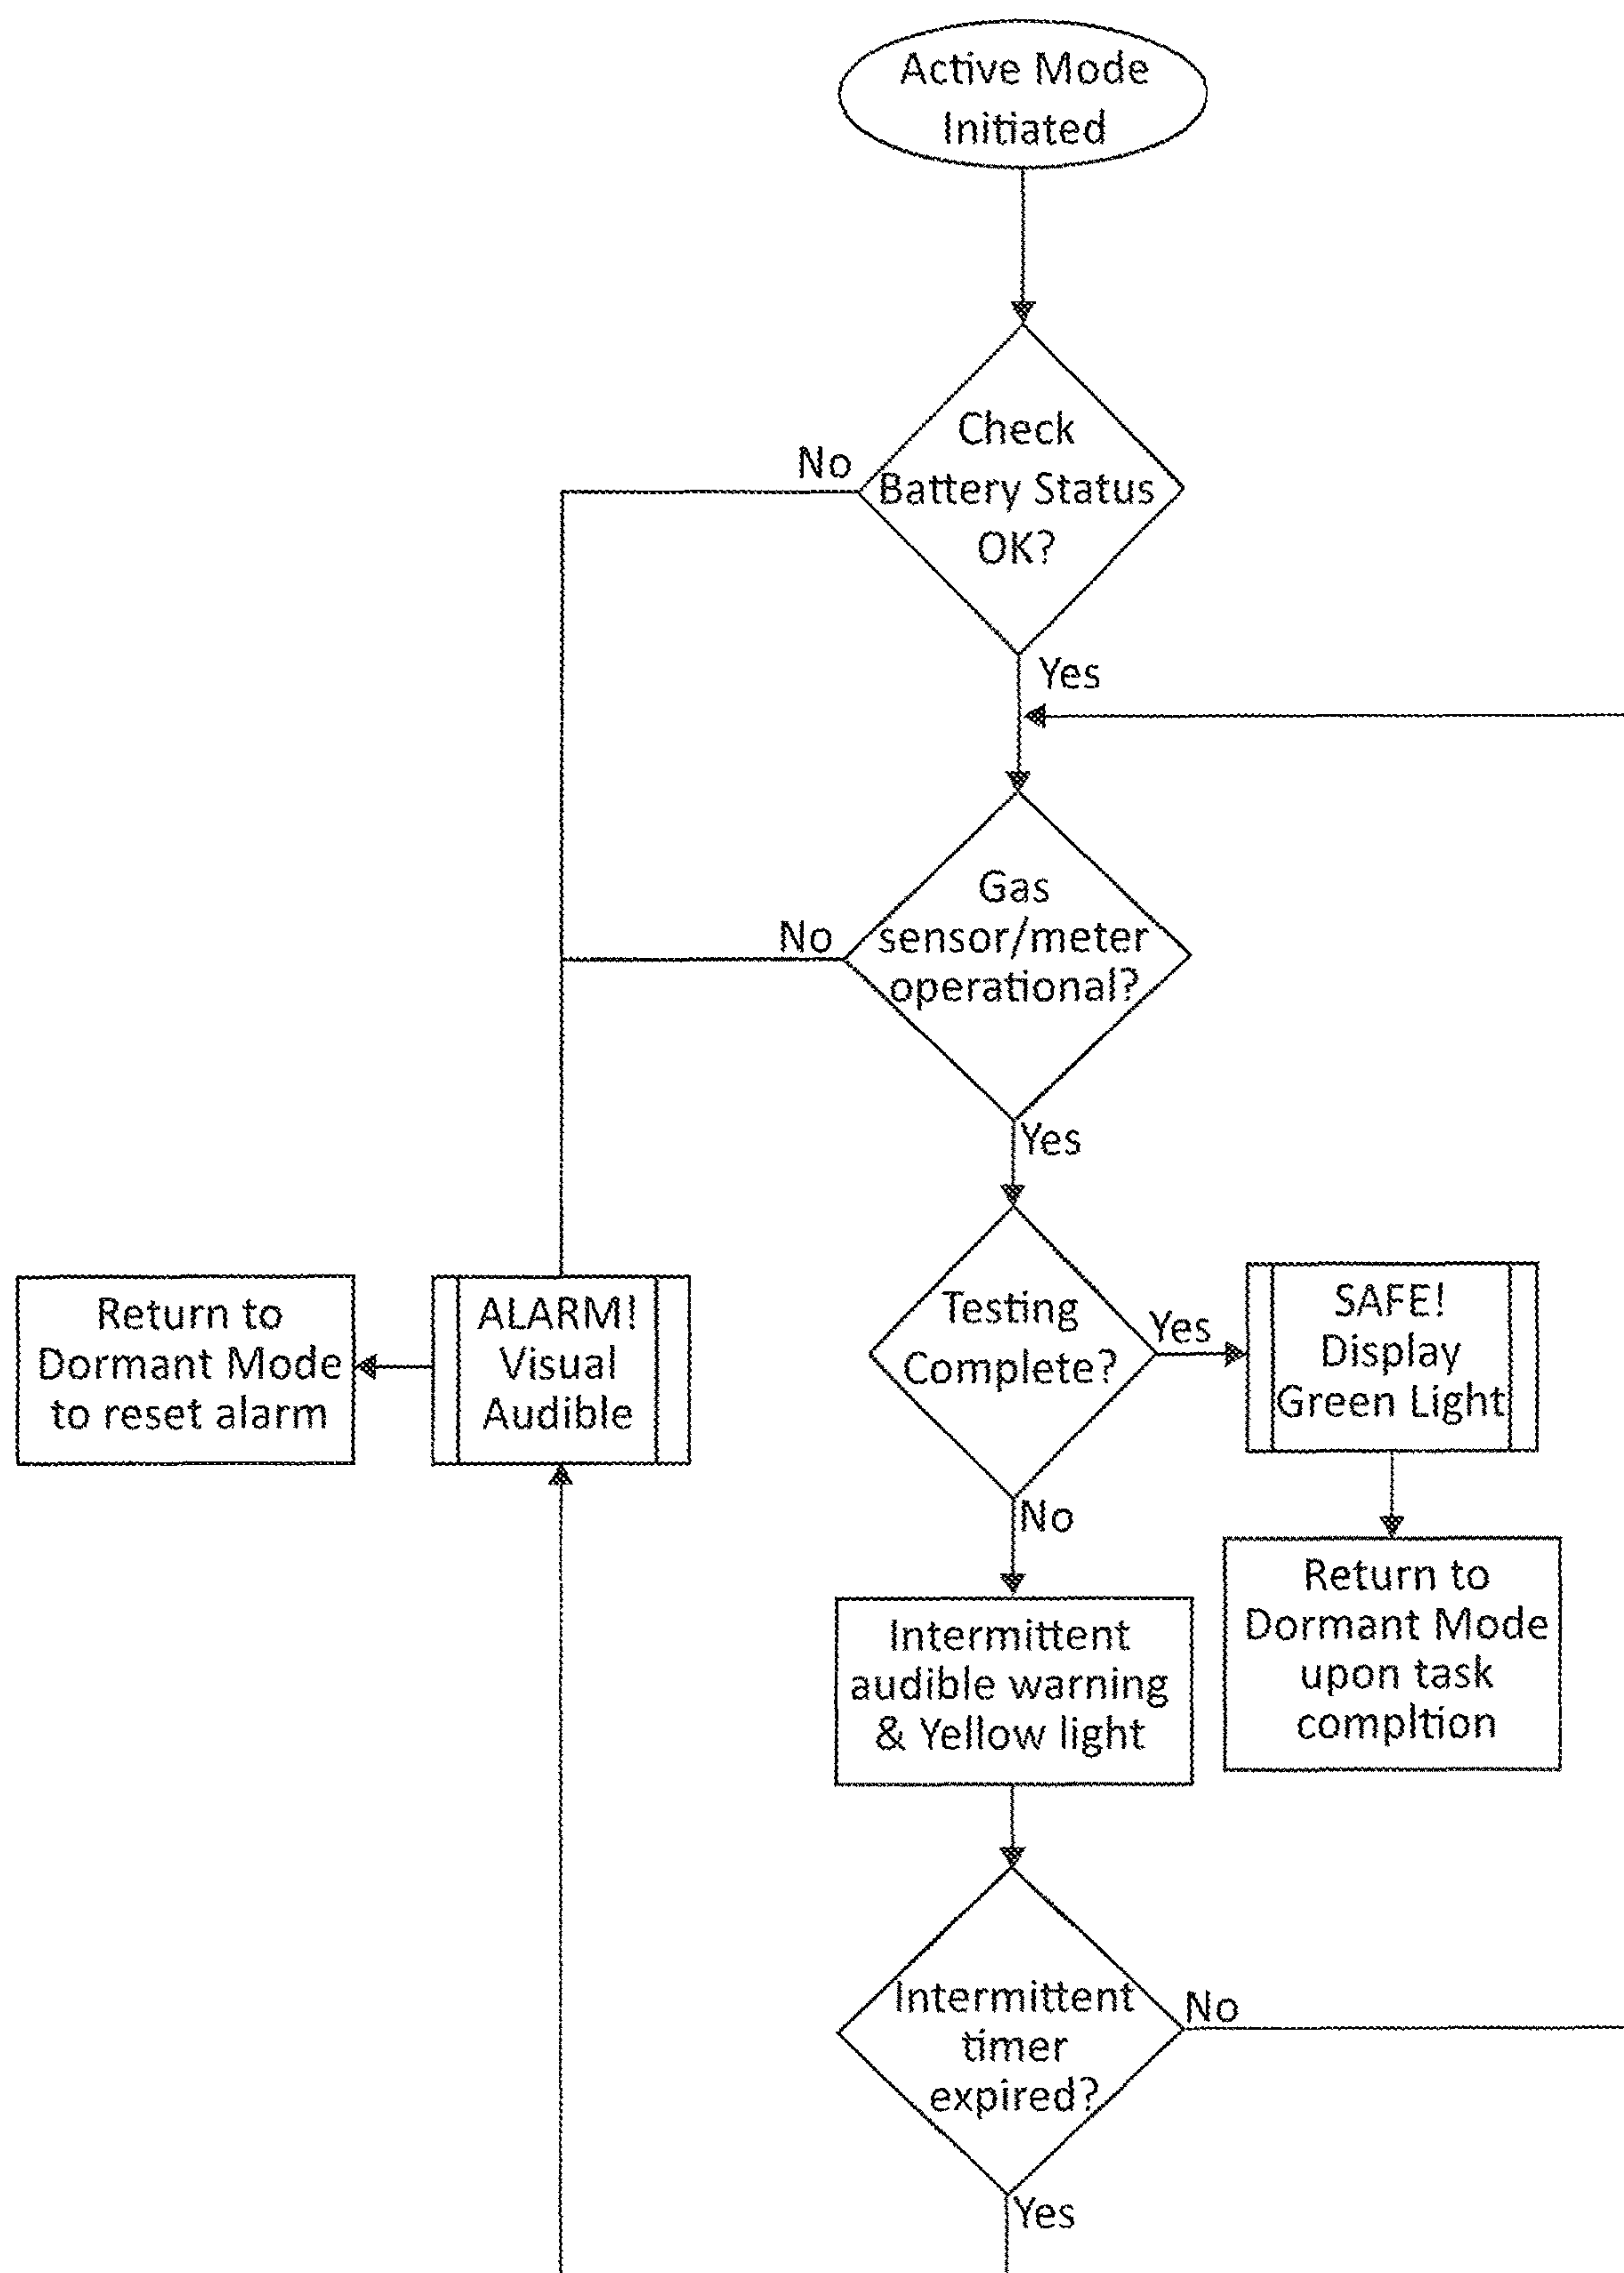 Active Mode
Initiated
Check
Battery Status
OK?
No
Yes
Gas
sensor/meter
operational?
No
Yes
Testing
Complete?
Yes
No
SAFE!
Display
Green Light
Return to
Dormant Mode
to reset alarm
ALARM!
Visual
Audible
Return to
Dormant Mode
upon task
compltion
Intermittent
audible warning
& Yellow light
Intermittent
timer
expired?
No
Yes